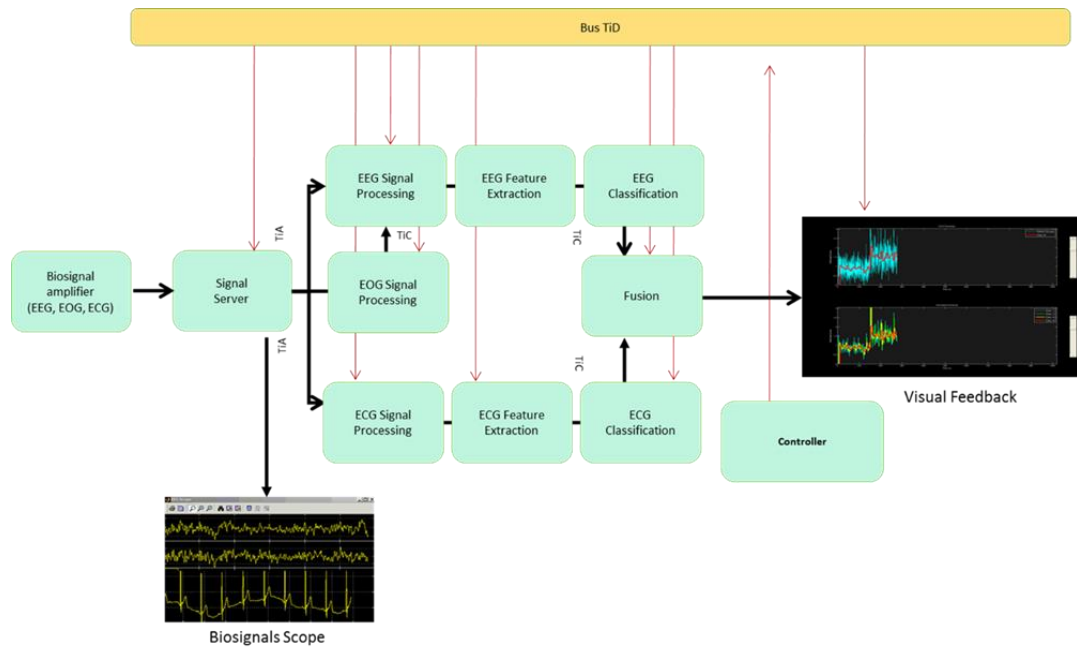 Bus TiD
EEG Signal
Processing
EEG Feature
Extraction
EEG
Classification
TiA
TiC
TiC
Biosignal
amplifier
(EEG, EOG, ECG)
Signal
Server
EOG Signal
Processing
Fusion
TiA
TiC
Visual Feedback
ECG Signal
Processing
ECG Feature
Extraction
ECG
Classification
Controller
Biosignals Scope